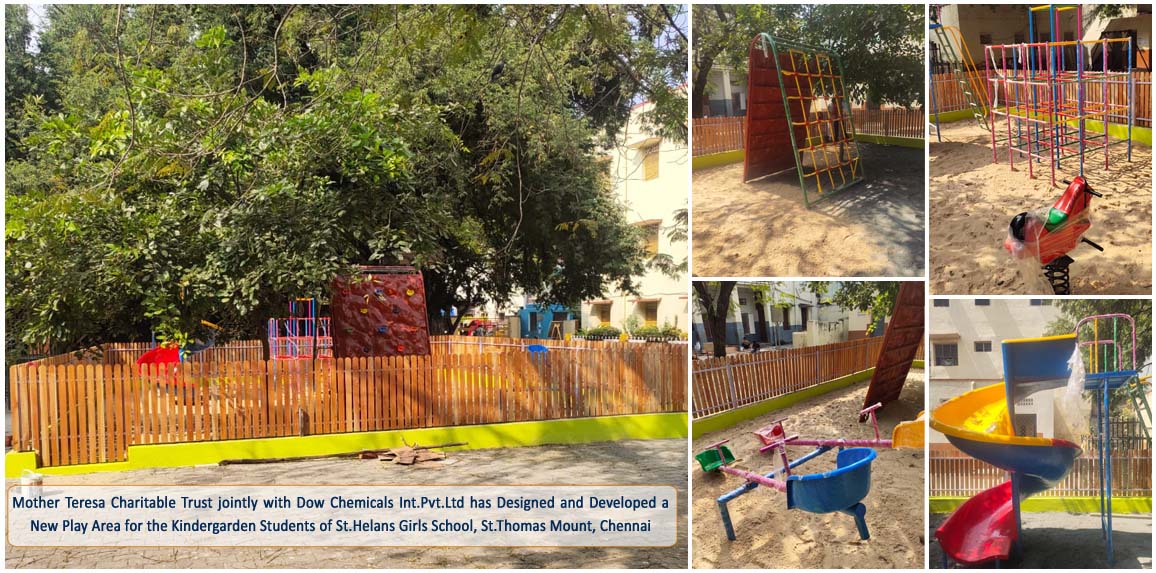 Mother Teresa Charitable Trust jointly with Dow Chemicals Int.Pvt.Ltd has Designed and Developed a
New Play Area for the Kindergarden Students of St.Helans Girls School, St.Thomas Mount, Chennai